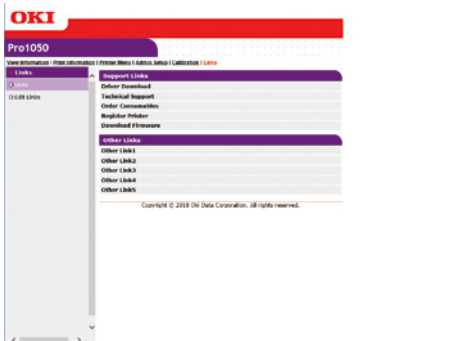 OKI
Pro1050
View Information | Print Information | Printer Menu | Admin Setup | Calibration | Links
Links
Links
Edit Links
Support Links
Driver Download
Technical Support
Order Consumables
Register Printer
Download Firmware
Other Links
Other Link1
Other Link2
Other Link3
Other Link4
Other Link5
Copyright © 2018 Oki Data Corporation. All rights reserved.